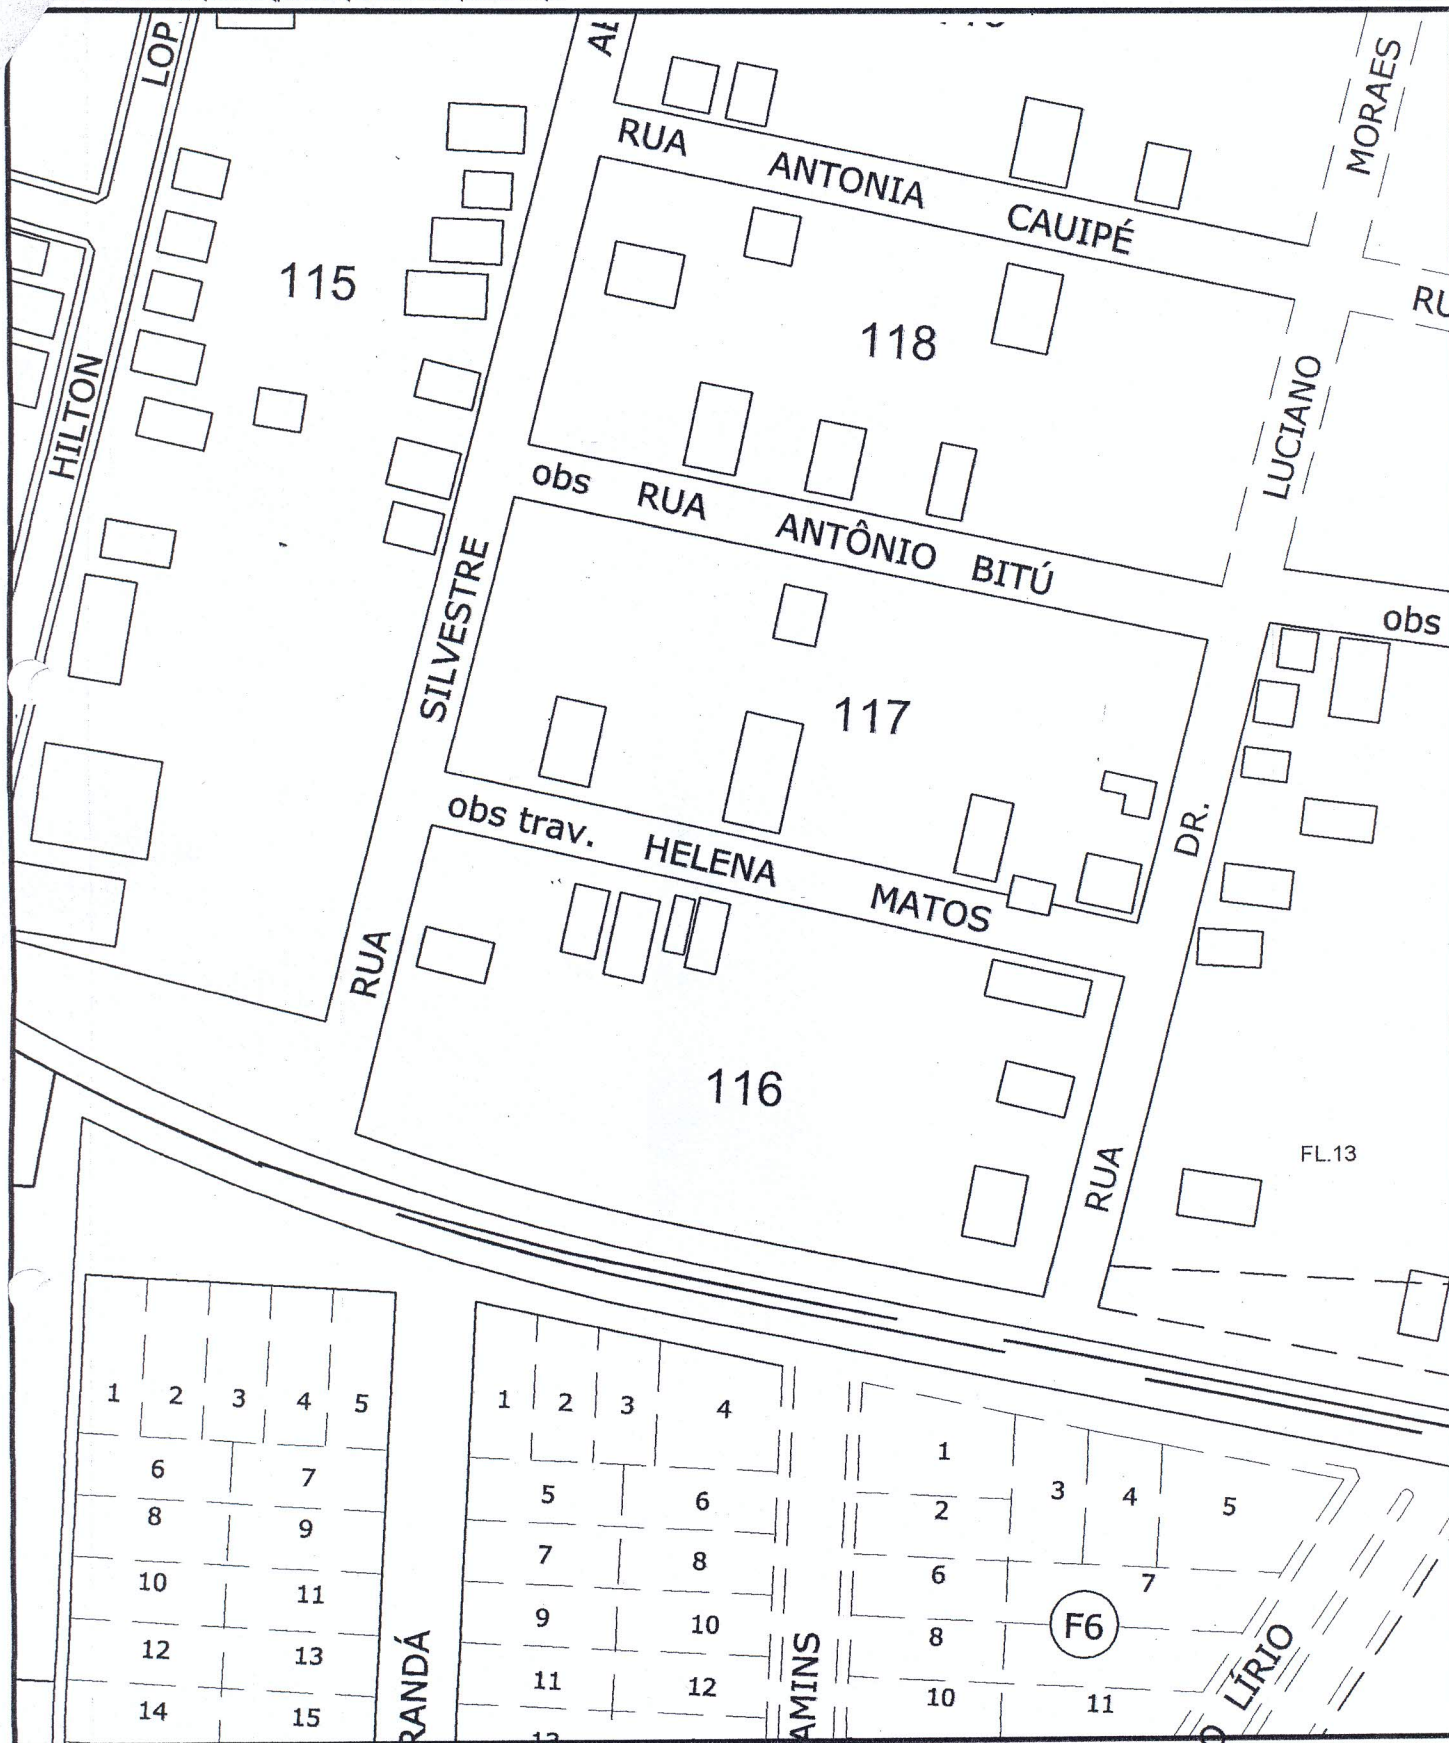 LOP
MORAES
RUA ANTONIA CAUIPÉ
RU
115
118
HILTON
LUCIANO
obs RUA ANTÔNIO BITÚ
obs
SILVESTRE
117
DR.
obs trav. HELENA MATOS
RUA
116
RUA
FL.13
1 2 3 4 5
6 7
8 9
10 11
12 13
14 15
RANDÁ
1 2 3 4
5 6
7 8
9 10
11 12
AMINS
1
2
3 4 5
6 7
F6
8
10 11
LÍRIO